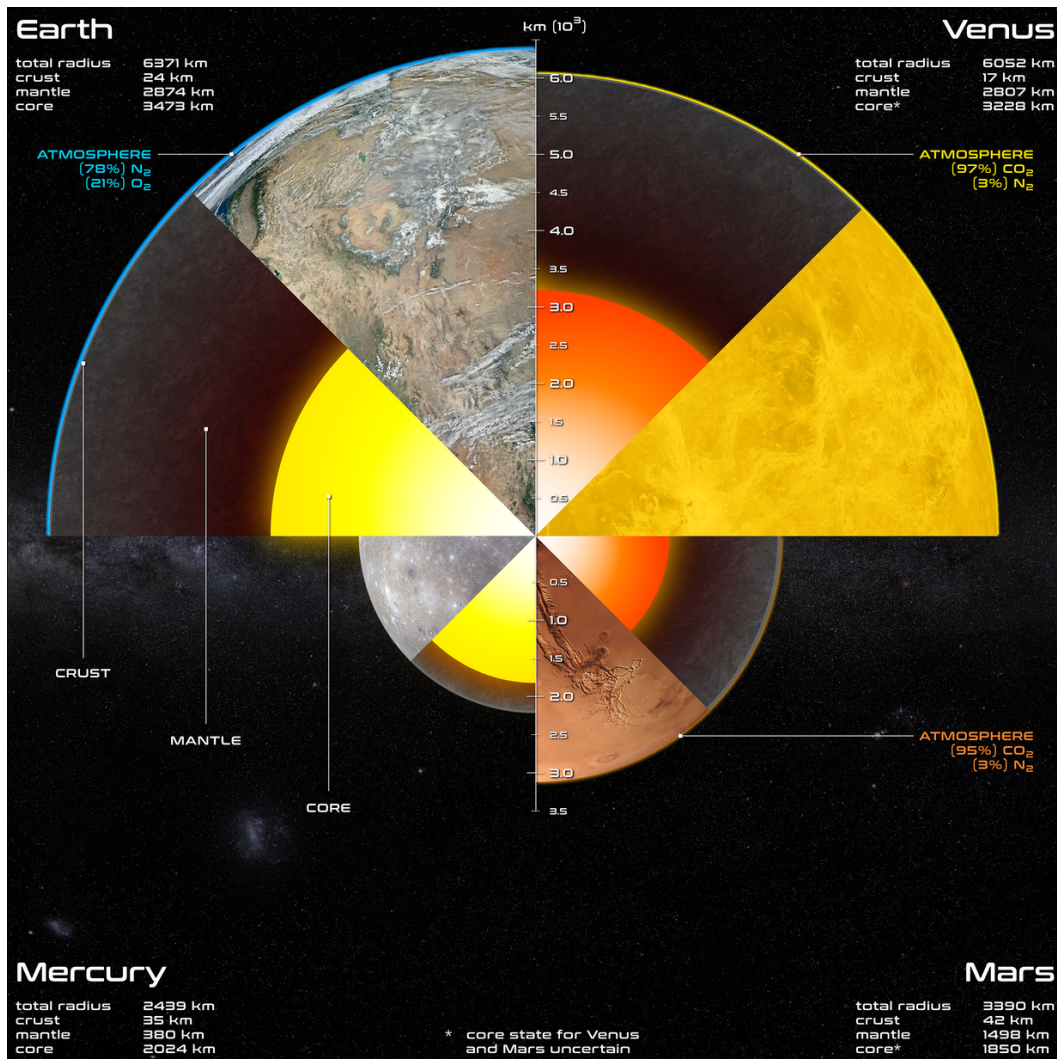 Earth
total radius 6371 km
crust 24 km
mantle 2874 km
core 3473 km
ATMOSPHERE
(78%) N₂
(21%) O₂
km (10³)
6.0
5.5
5.0
4.5
4.0
3.5
3.0
2.5
2.0
1.5
1.0
0.5
Venus
total radius 6052 km
crust 17 km
mantle 2807 km
core* 3228 km
ATMOSPHERE
(97%) CO₂
(3%) N₂
0.5
1.0
1.5
2.0
2.5
3.0
3.5
CRUST
MANTLE
CORE
ATMOSPHERE
(95%) CO₂
(3%) N₂
Mercury
total radius 2439 km
crust 35 km
mantle 380 km
core 2024 km
* core state for Venus
and Mars uncertain
Mars
total radius 3390 km
crust 42 km
mantle 1498 km
core* 1850 km